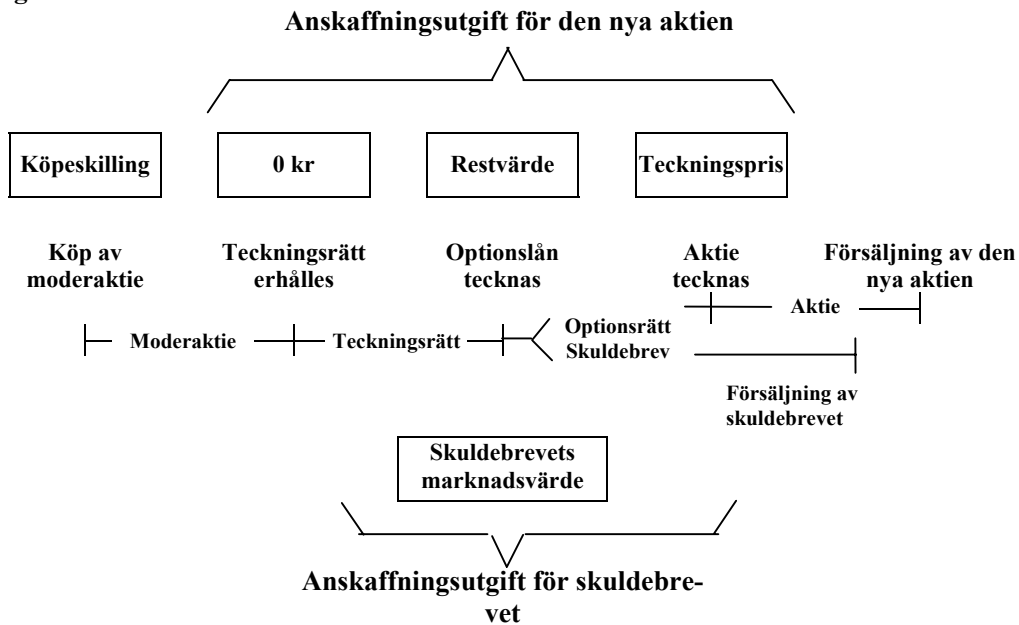 g
Anskaffningsutgift för den nya aktien
Köpeskilling
0 kr
Restvärde
Teckningspris
Köp av
moderaktie
Teckningsrätt
erhålles
Optionslån
tecknas
Aktie
tecknas
Försäljning av den
nya aktien
Moderaktie
Teckningsrätt
Optionsrätt
Skuldebrev
Aktie
Försäljning av
skuldebrevet
Skuldebrevets
marknadsvärde
Anskaffningsutgift för skuldebre-
vet